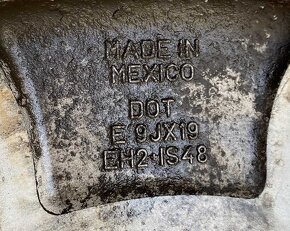 MADE IN
MEXICO
DOT
E 9JX19
EH2+IS48